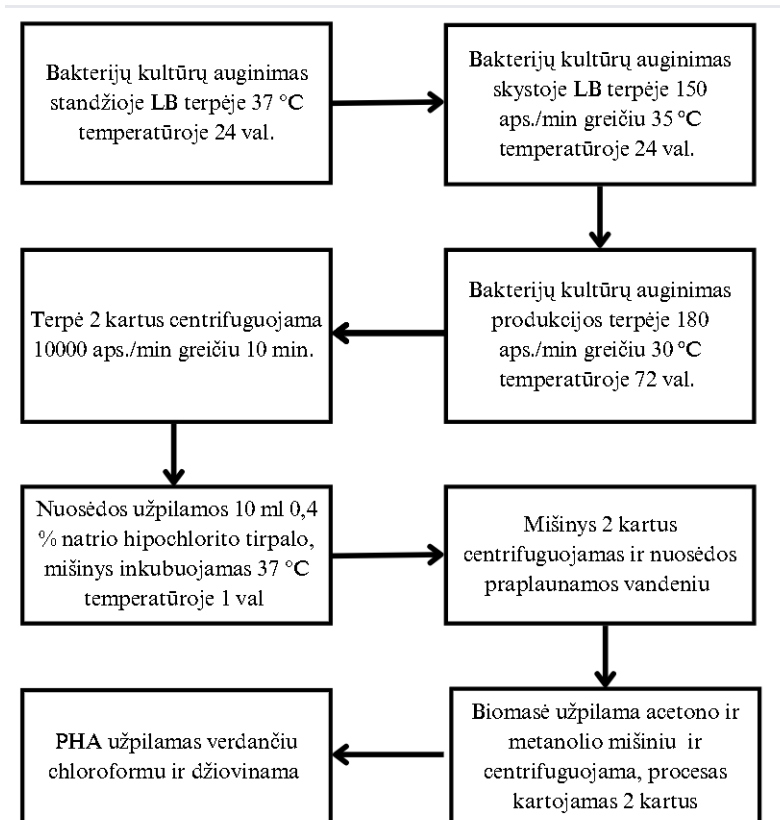 Bakterijų kultūrų auginimas
standžioje LB terpėje 37 °C
temperatūroje 24 val.
Bakterijų kultūrų auginimas
skystoje LB terpėje 150
aps./min greičiu 35 °C
temperatūroje 24 val.
Bakterijų kultūrų auginimas
produkcijos terpėje 180
aps./min greičiu 30 °C
temperatūroje 72 val.
Terpė 2 kartus centrifuguojama
10000 aps./min greičiu 10 min.
Nuosėdos užpilamos 10 ml 0,4
% natrio hipochlorito tirpalo,
mišinys inkubuojamas 37 °C
temperatūroje 1 val
Mišinys 2 kartus
centrifuguojamas ir nuosėdos
praplaunamos vandeniu
Biomasė užpilama acetono ir
metanolio mišiniu ir
centrifuguojama, procesas
kartojamas 2 kartus
PHA užpilamas verdančiu
chloroformu ir džiovinama